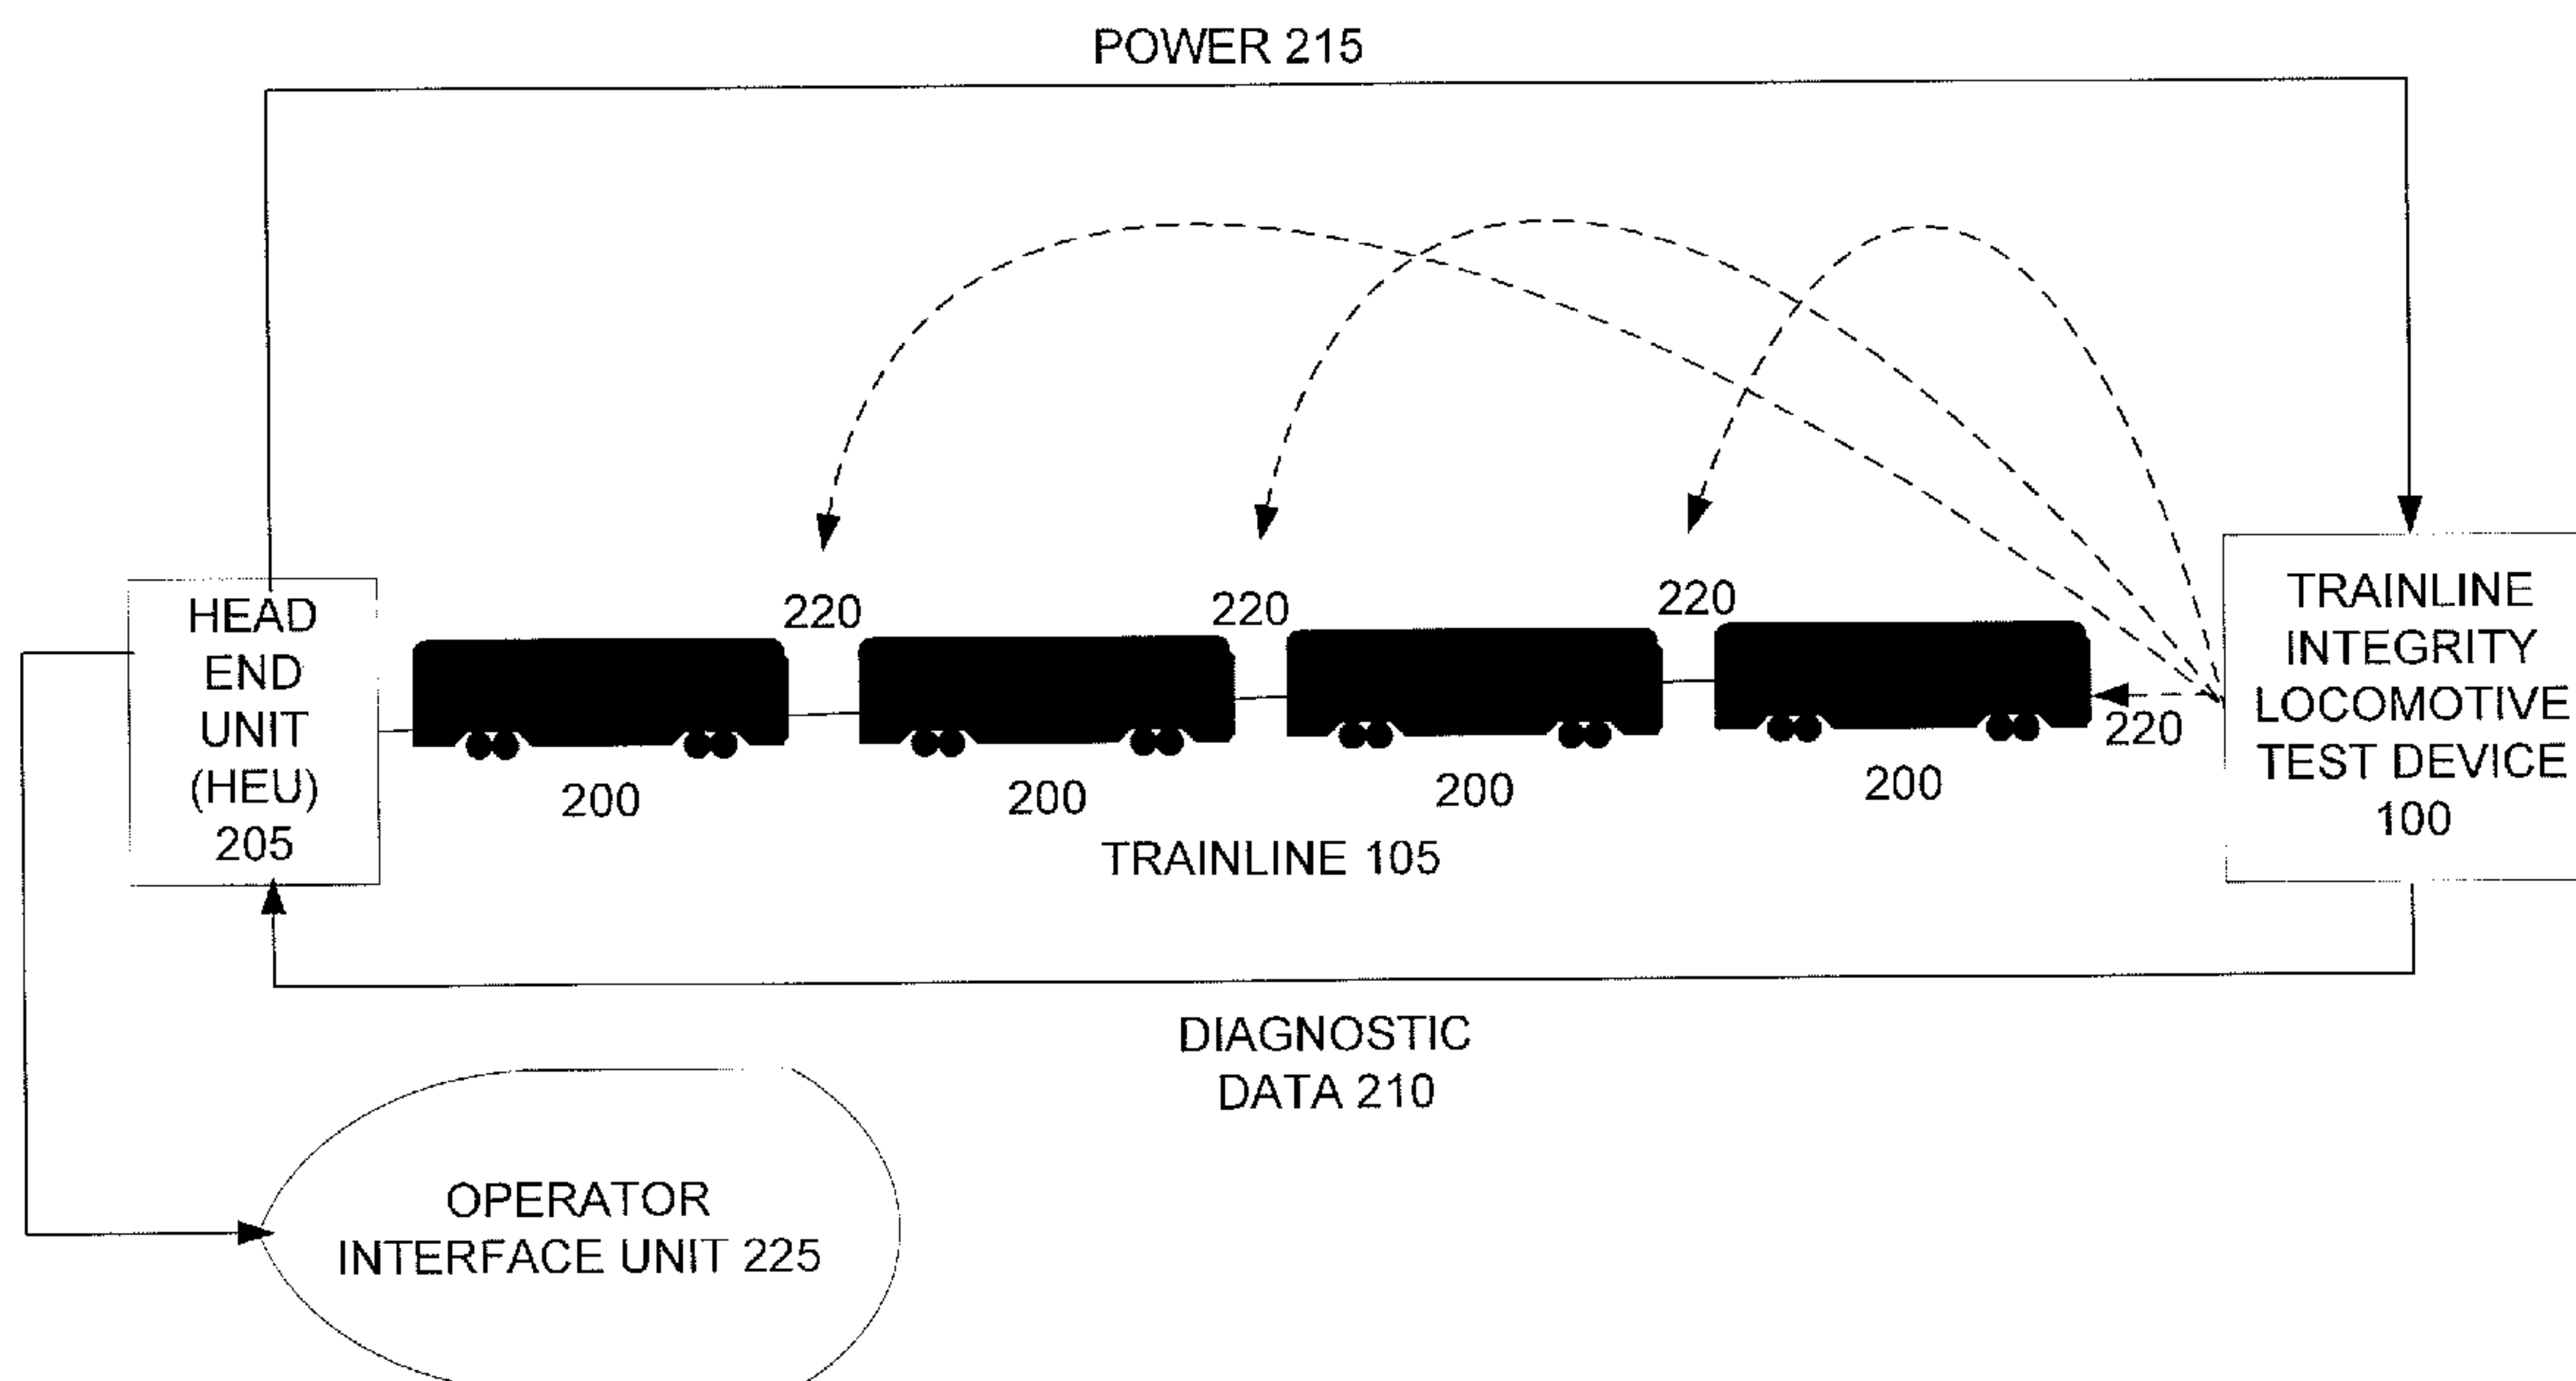 POWER 215
HEAD
END
UNIT
(HEU)
205
220
220
220
220
TRAINLINE
INTEGRITY
LOCOMOTIVE
TEST DEVICE
100
200
200
200
200
TRAINLINE 105
DIAGNOSTIC
DATA 210
OPERATOR
INTERFACE UNIT 225